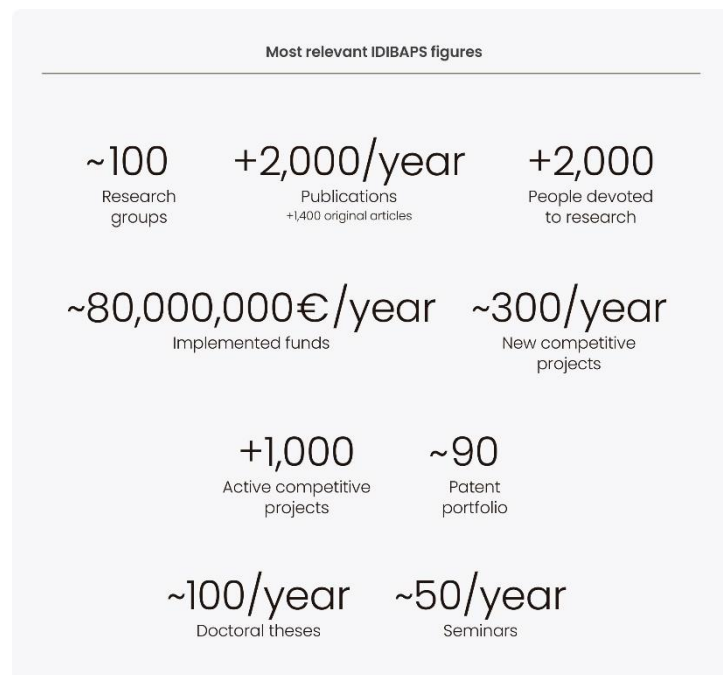 Most relevant IDIBAPS figures
~100
Research
groups
+2,000/year
Publications
+1,400 original articles
+2,000
People devoted
to research
~80,000,000€/year
Implemented funds
~300/year
New competitive
projects
+1,000
Active competitive
projects
~90
Patent
portfolio
~100/year
Doctoral theses
~50/year
Seminars